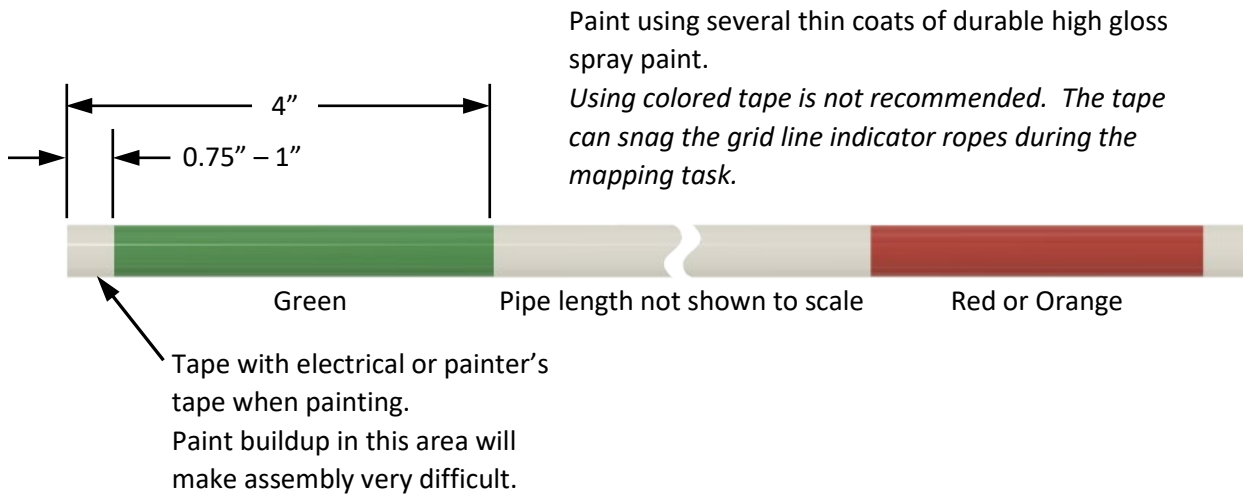 Paint using several thin coats of durable high gloss
spray paint.
Using colored tape is not recommended.  The tape
can snag the grid line indicator ropes during the
mapping task.
4”
0.75” – 1”
Green
Pipe length not shown to scale
Red or Orange
Tape with electrical or painter’s
tape when painting.
Paint buildup in this area will
make assembly very difficult.